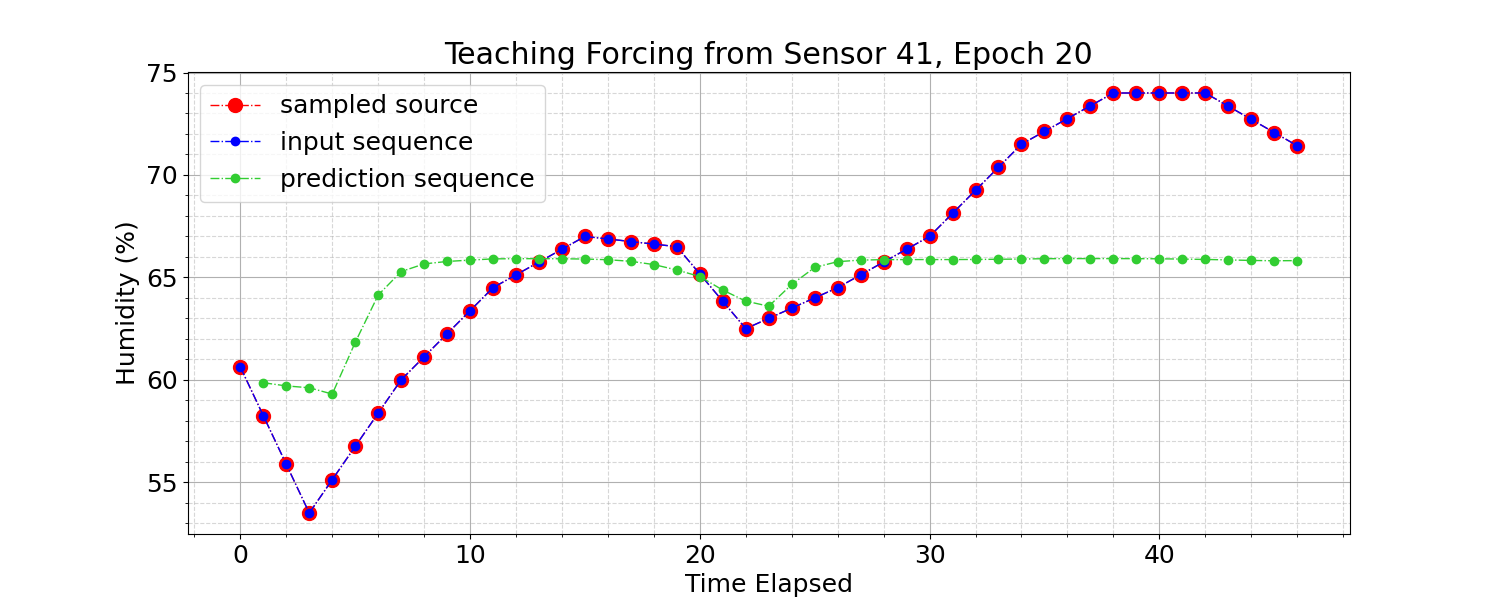 Teaching Forcing from Sensor 41, Epoch 20
75
70
65
60
55
Humidity (%)
sampled source
input sequence
prediction sequence
0 10 20 30 40
Time Elapsed